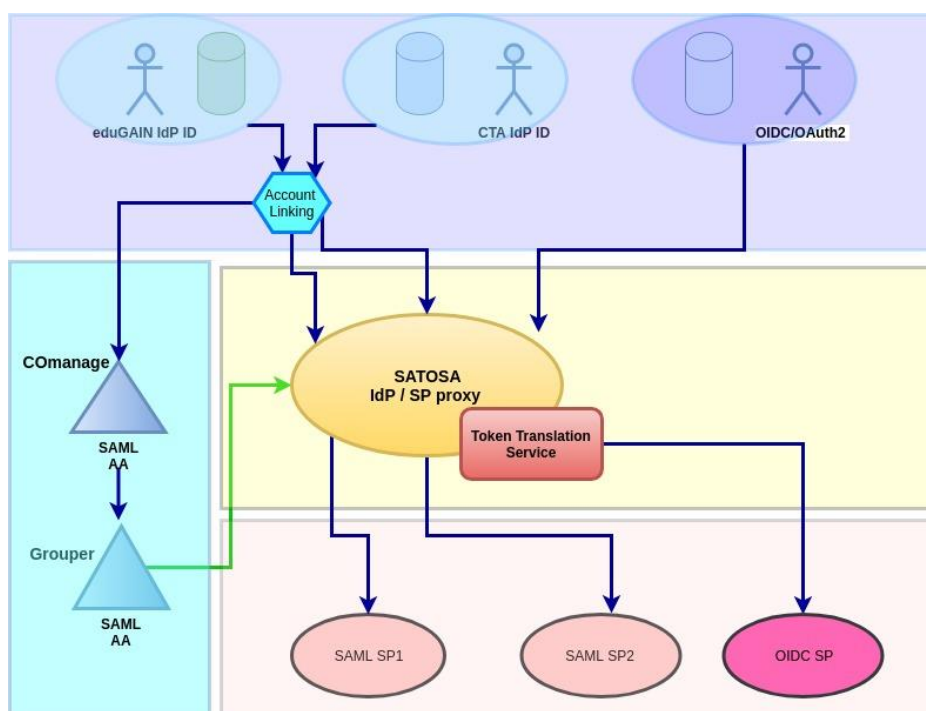 eduGAIN IdP ID
CTA IdP ID
OIDC/OAuth2
Account
Linking
COmanage
SAML
AA
Grouper
SAML
AA
SATOSA
IdP / SP proxy
Token Translation
Service
SAML SP1
SAML SP2
OIDC SP